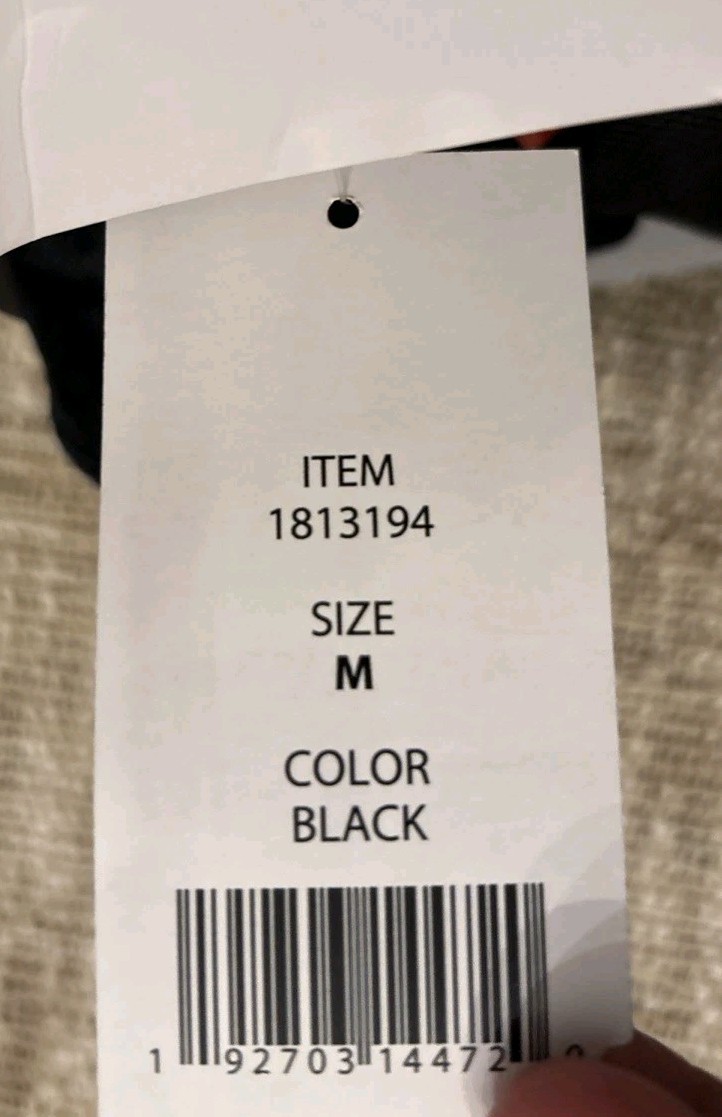 ITEM
1813194
SIZE
M
COLOR
BLACK
1 92703 14472